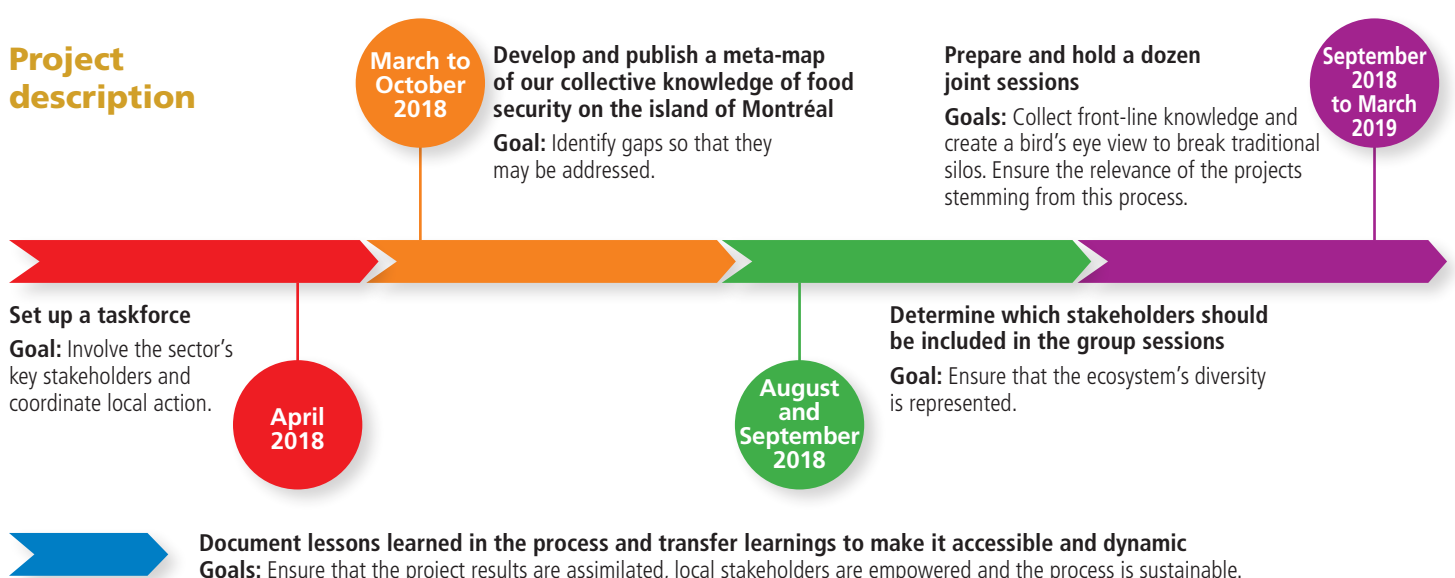 Project
description
March to
October
2018
Develop and publish a meta-map
of our collective knowledge of food
security on the island of Montréal
Goal: Identify gaps so that they
may be addressed.
Prepare and hold a dozen
joint sessions
Goals: Collect front-line knowledge and
create a bird’s eye view to break traditional
silos. Ensure the relevance of the projects
stemming from this process.
September
2018
to March
2019
Set up a taskforce
Goal: Involve the sector’s
key stakeholders and
coordinate local action.
April
2018
August
and
September
2018
Determine which stakeholders should
be included in the group sessions
Goal: Ensure that the ecosystem’s diversity
is represented.
Document lessons learned in the process and transfer learnings to make it accessible and dynamic
Goals: Ensure that the project results are assimilated, local stakeholders are empowered and the process is sustainable.